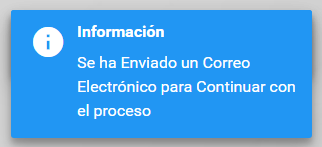 Información
Se ha Enviado un Correo
Electrónico para Continuar con
el proceso